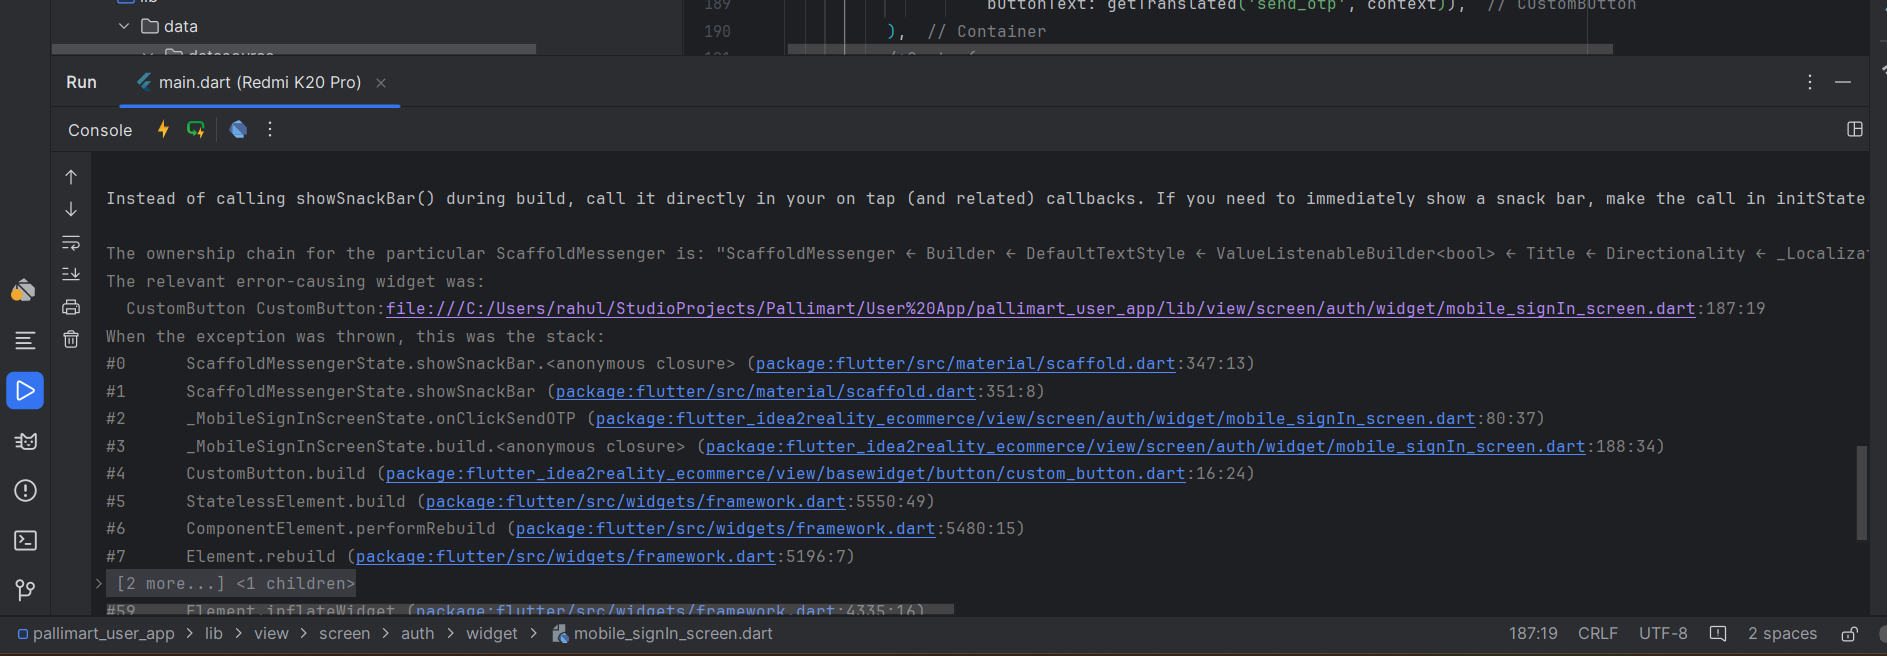 lib
189 buttonText: getTranslated('send_otp', context)), // CustomButton
data
190 ), // Container
Run main.dart (Redmi K20 Pro)
Console
Instead of calling showSnackBar() during build, call it directly in your on tap (and related) callbacks. If you need to immediately show a snack bar, make the call in initState
The ownership chain for the particular ScaffoldMessenger is: "ScaffoldMessenger ← Builder ← DefaultTextStyle ← ValueListenableBuilder<bool> ← Title ← Directionality ← _Localizat
The relevant error-causing widget was:
CustomButton CustomButton:file:///C:/Users/rahul/StudioProjects/Pallimart/User%20App/pallimart_user_app/lib/view/screen/auth/widget/mobile_signIn_screen.dart:187:19
When the exception was thrown, this was the stack:
#0 ScaffoldMessengerState.showSnackBar.<anonymous closure> (package:flutter/src/material/scaffold.dart:347:13)
#1 ScaffoldMessengerState.showSnackBar (package:flutter/src/material/scaffold.dart:351:8)
#2 _MobileSignInScreenState.onClickSendOTP (package:flutter_idea2reality_ecommerce/view/screen/auth/widget/mobile_signIn_screen.dart:80:37)
#3 _MobileSignInScreenState.build.<anonymous closure> (package:flutter_idea2reality_ecommerce/view/screen/auth/widget/mobile_signIn_screen.dart:188:34)
#4 CustomButton.build (package:flutter_idea2reality_ecommerce/view/basewidget/button/custom_button.dart:16:24)
#5 StatelessElement.build (package:flutter/src/widgets/framework.dart:5550:49)
#6 ComponentElement.performRebuild (package:flutter/src/widgets/framework.dart:5480:15)
#7 Element.rebuild (package:flutter/src/widgets/framework.dart:5196:7)
[2 more...] <1 children>
#59 Element.inflateWidget (package:flutter/src/widgets/framework.dart:4335:16)
pallimart_user_app > lib > view > screen > auth > widget > mobile_signIn_screen.dart 187:19 CRLF UTF-8 2 spaces